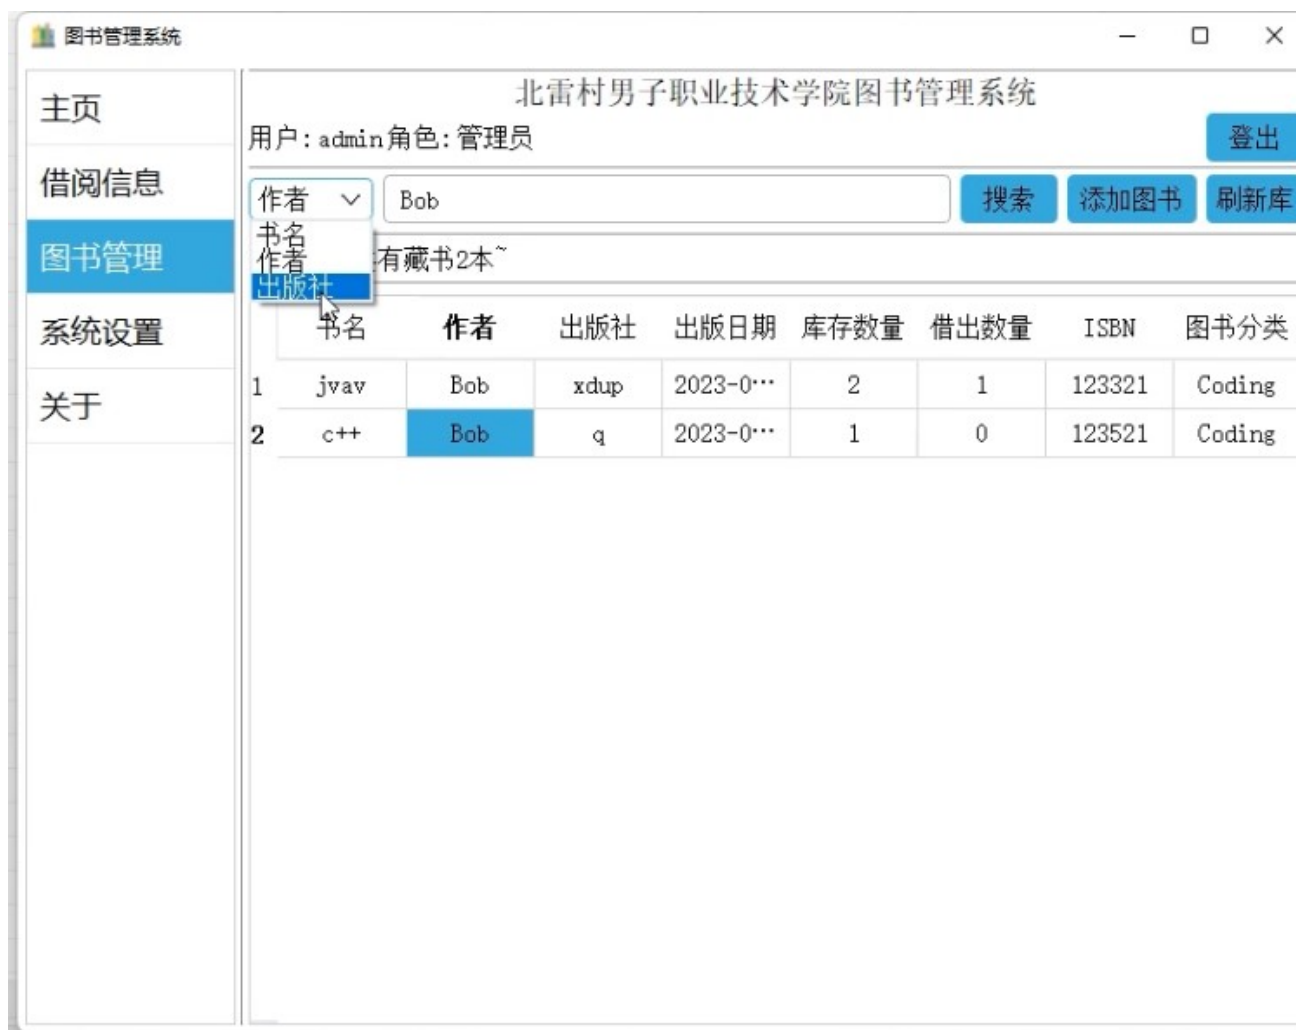 图书管理系统
北雷村男子职业技术学院图书管理系统
用户:admin角色:管理员
登出
主页
借阅信息
图书管理
系统设置
关于
作者
Bob
搜索
添加图书
刷新库
书名
作者
出版社
有藏书2本~
书名 作者 出版社 出版日期 库存数量 借出数量 ISBN 图书分类
1 jvav Bob xdup 2023-0… 2 1 123321 Coding
2 c++ Bob q 2023-0… 1 0 123521 Coding